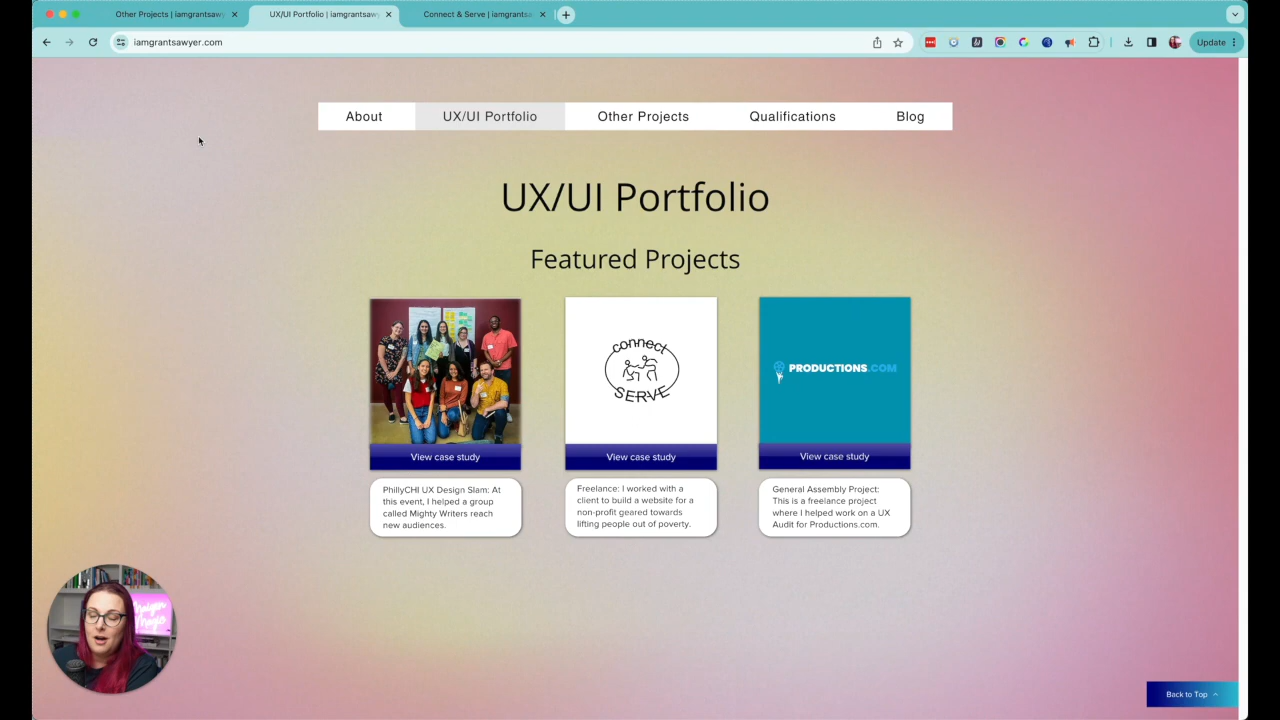 Other Projects | iamgrantsawy
UX/UI Portfolio | iamgrantsawy
Connect & Serve | iamgrantsa
iamgrantsawyer.com
Update
About
UX/UI Portfolio
Other Projects
Qualifications
Blog
UX/UI Portfolio
Featured Projects
connect
SERVE
PRODUCTIONS.COM
View case study
View case study
View case study
PhillyCHI UX Design Slam: At
this event, I helped a group
called Mighty Writers reach
new audiences.
Freelance: I worked with a
client to build a website for a
non-profit geared towards
lifting people out of poverty.
General Assembly Project:
This is a freelance project
where I helped work on a UX
Audit for Productions.com.
Back to Top